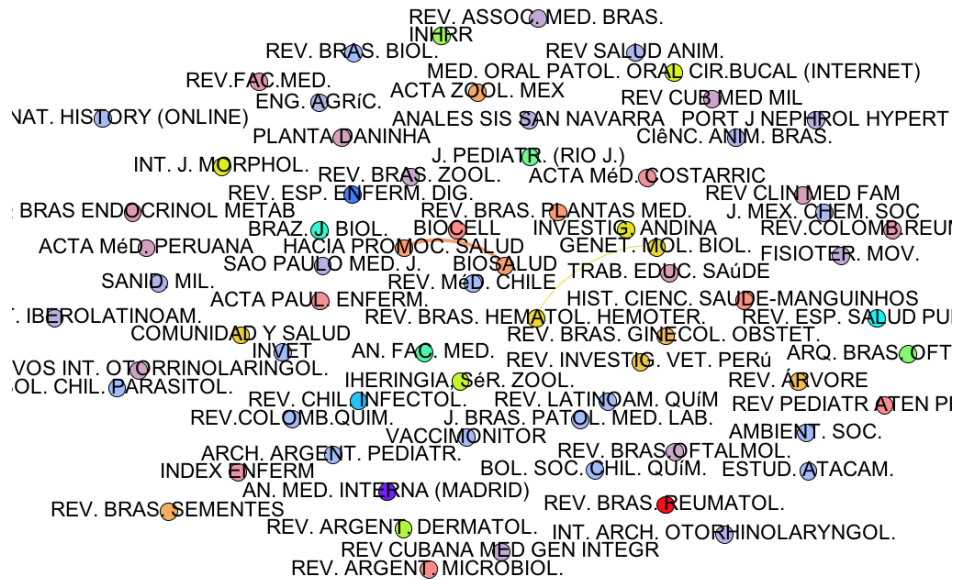 REV. ASSOC. MED. BRAS.
INHRR
REV. BRAS. BIOL.
REV SALUD ANIM.
MED. ORAL PATOL. ORAL CIR.BUCAL (INTERNET)
REV.FAC.MED.
ACTA ZOOL. MEX
ENG. AGRíC.
REV CUB MED MIL
NAT. HISTORY (ONLINE)
ANALES SIS SAN NAVARRA
PORT J NEPHROL HYPERT
PLANTA DANINHA
CIêNC. ANIM. BRAS.
J. PEDIATR. (RIO J.)
INT. J. MORPHOL.
REV. BRAS. ZOOL.
ACTA MéD. COSTARRIC
REV. ESP. ENFERM. DIG.
REV CLIN MED FAM
BRAS ENDOCRINOL METAB
REV. BRAS. PLANTAS MED.
J. MEX. CHEM. SOC
BRAZ. J. BIOL.
BIOCELL
INVESTIG. ANDINA
REV.COLOMB.REUM
ACTA MéD. PERUANA
HACIA PROMOC. SALUD
GENET. MOL. BIOL.
FISIOTER. MOV.
SAO PAULO MED. J.
BIOSALUD
TRAB. EDUC. SAúDE
SANID. MIL.
REV. MéD. CHILE
ACTA PAUL. ENFERM.
HIST. CIENC. SAUDE-MANGUINHOS
. IBEROLATINOAM.
REV. BRAS. HEMATOL. HEMOTER.
REV. ESP. SALUD PU
COMUNIDAD Y SALUD
REV. BRAS. GINECOL. OBSTET.
INVET
AN. FAC. MED.
REV. INVESTIG. VET. PERú
ARQ. BRAS. OFT
VOS INT. OTORRINOLARINGOL.
IHERINGIA, SéR. ZOOL.
REV. ÁRVORE
OL. CHIL. PARASITOL.
REV. CHIL. INFECTOL.
REV. LATINOAM. QUíM
REV PEDIATR ATEN PI
REV.COLOMB.QUIM.
J. BRAS. PATOL. MED. LAB.
VACCIMONITOR
AMBIENT. SOC.
ARCH. ARGENT. PEDIATR.
REV. BRAS.OFTALMOL.
INDEX ENFERM
BOL. SOC. CHIL. QUíM.
ESTUD. ATACAM.
AN. MED. INTERNA (MADRID)
REV. BRAS. SEMENTES
REV. BRAS. REUMATOL.
REV. ARGENT. DERMATOL.
INT. ARCH. OTORHINOLARYNGOL.
REV CUBANA MED GEN INTEGR
REV. ARGENT. MICROBIOL.